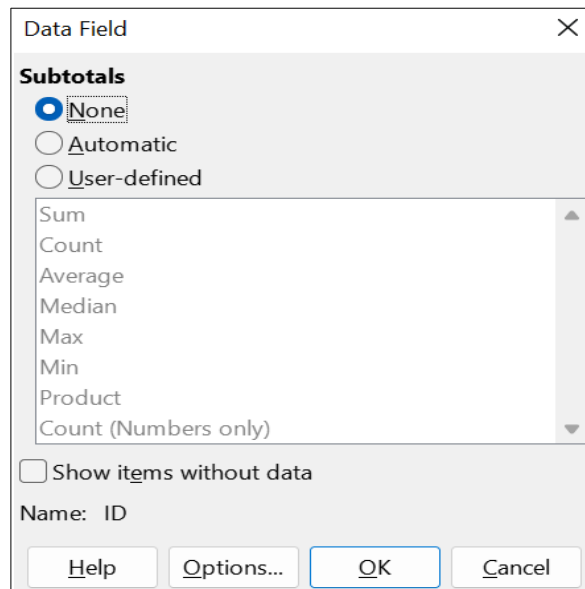 Data Field
Subtotals
None
Automatic
User-defined
Sum
Count
Average
Median
Max
Min
Product
Count (Numbers only)
Show items without data
Name: ID
Help Options... OK Cancel